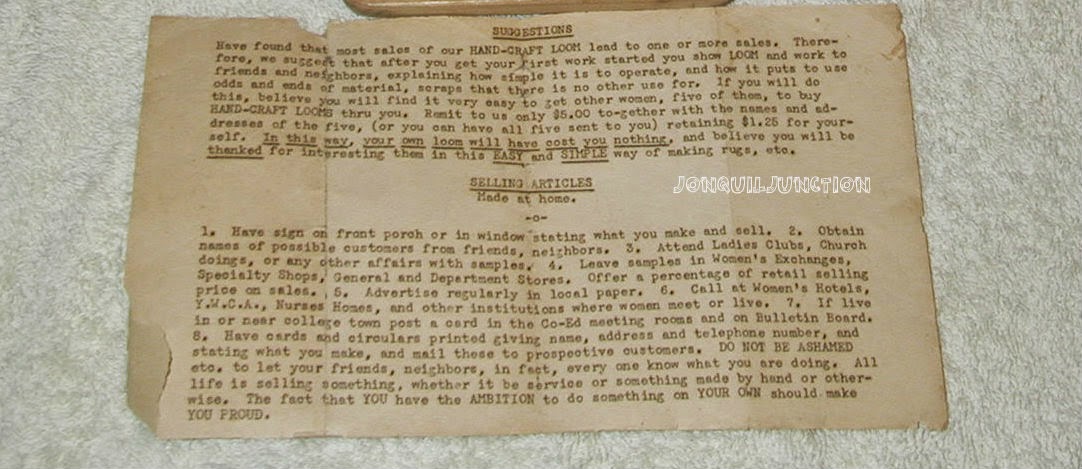 SUGGESTIONS
Have found that most sales of our HAND-CRAFT LOOM lead to one or more sales. There-
fore, we suggest that after you get your first work started you show LOOM and work to
friends and neighbors, explaining how simple it is to operate, and how it puts to use
odds and ends of material, scraps that there is no other use for. If you will do
this, believe you will find it very easy to get other women, five of them, to buy
HAND-CRAFT LOOMS thru you. Remit to us only $5.00 to-gether with the names and ad-
dresses of the five, (or you can have all five sent to you) retaining $1.25 for your-
self. In this way, your own loom will have cost you nothing, and believe you will be
thanked for interesting them in this EASY and SIMPLE way of making rugs, etc.
SELLING ARTICLES
Made at home.
JONQUILJUNCTION
-o-
1. Have sign on front porch or in window stating what you make and sell. 2. Obtain
names of possible customers from friends, neighbors. 3. Attend Ladies Clubs, Church
doings, or any other affairs with samples. 4. Leave samples in Women's Exchanges,
Specialty Shops, General and Department Stores. Offer a percentage of retail selling
price on sales. 5. Advertise regularly in local paper. 6. Call at Women's Hotels,
Y.W.C.A., Nurses Homes, and other institutions where women meet or live. 7. If live
in or near college town post a card in the Co-Ed meeting rooms and on Bulletin Board.
8. Have cards and circulars printed giving name, address and telephone number, and
stating what you make, and mail these to prospective customers. DO NOT BE ASHAMED
etc. to let your friends, neighbors, in fact, every one know what you are doing. All
life is selling something, whether it be service or something made by hand or other-
wise. The fact that YOU have the AMBITION to do something on YOUR OWN should make
YOU PROUD.